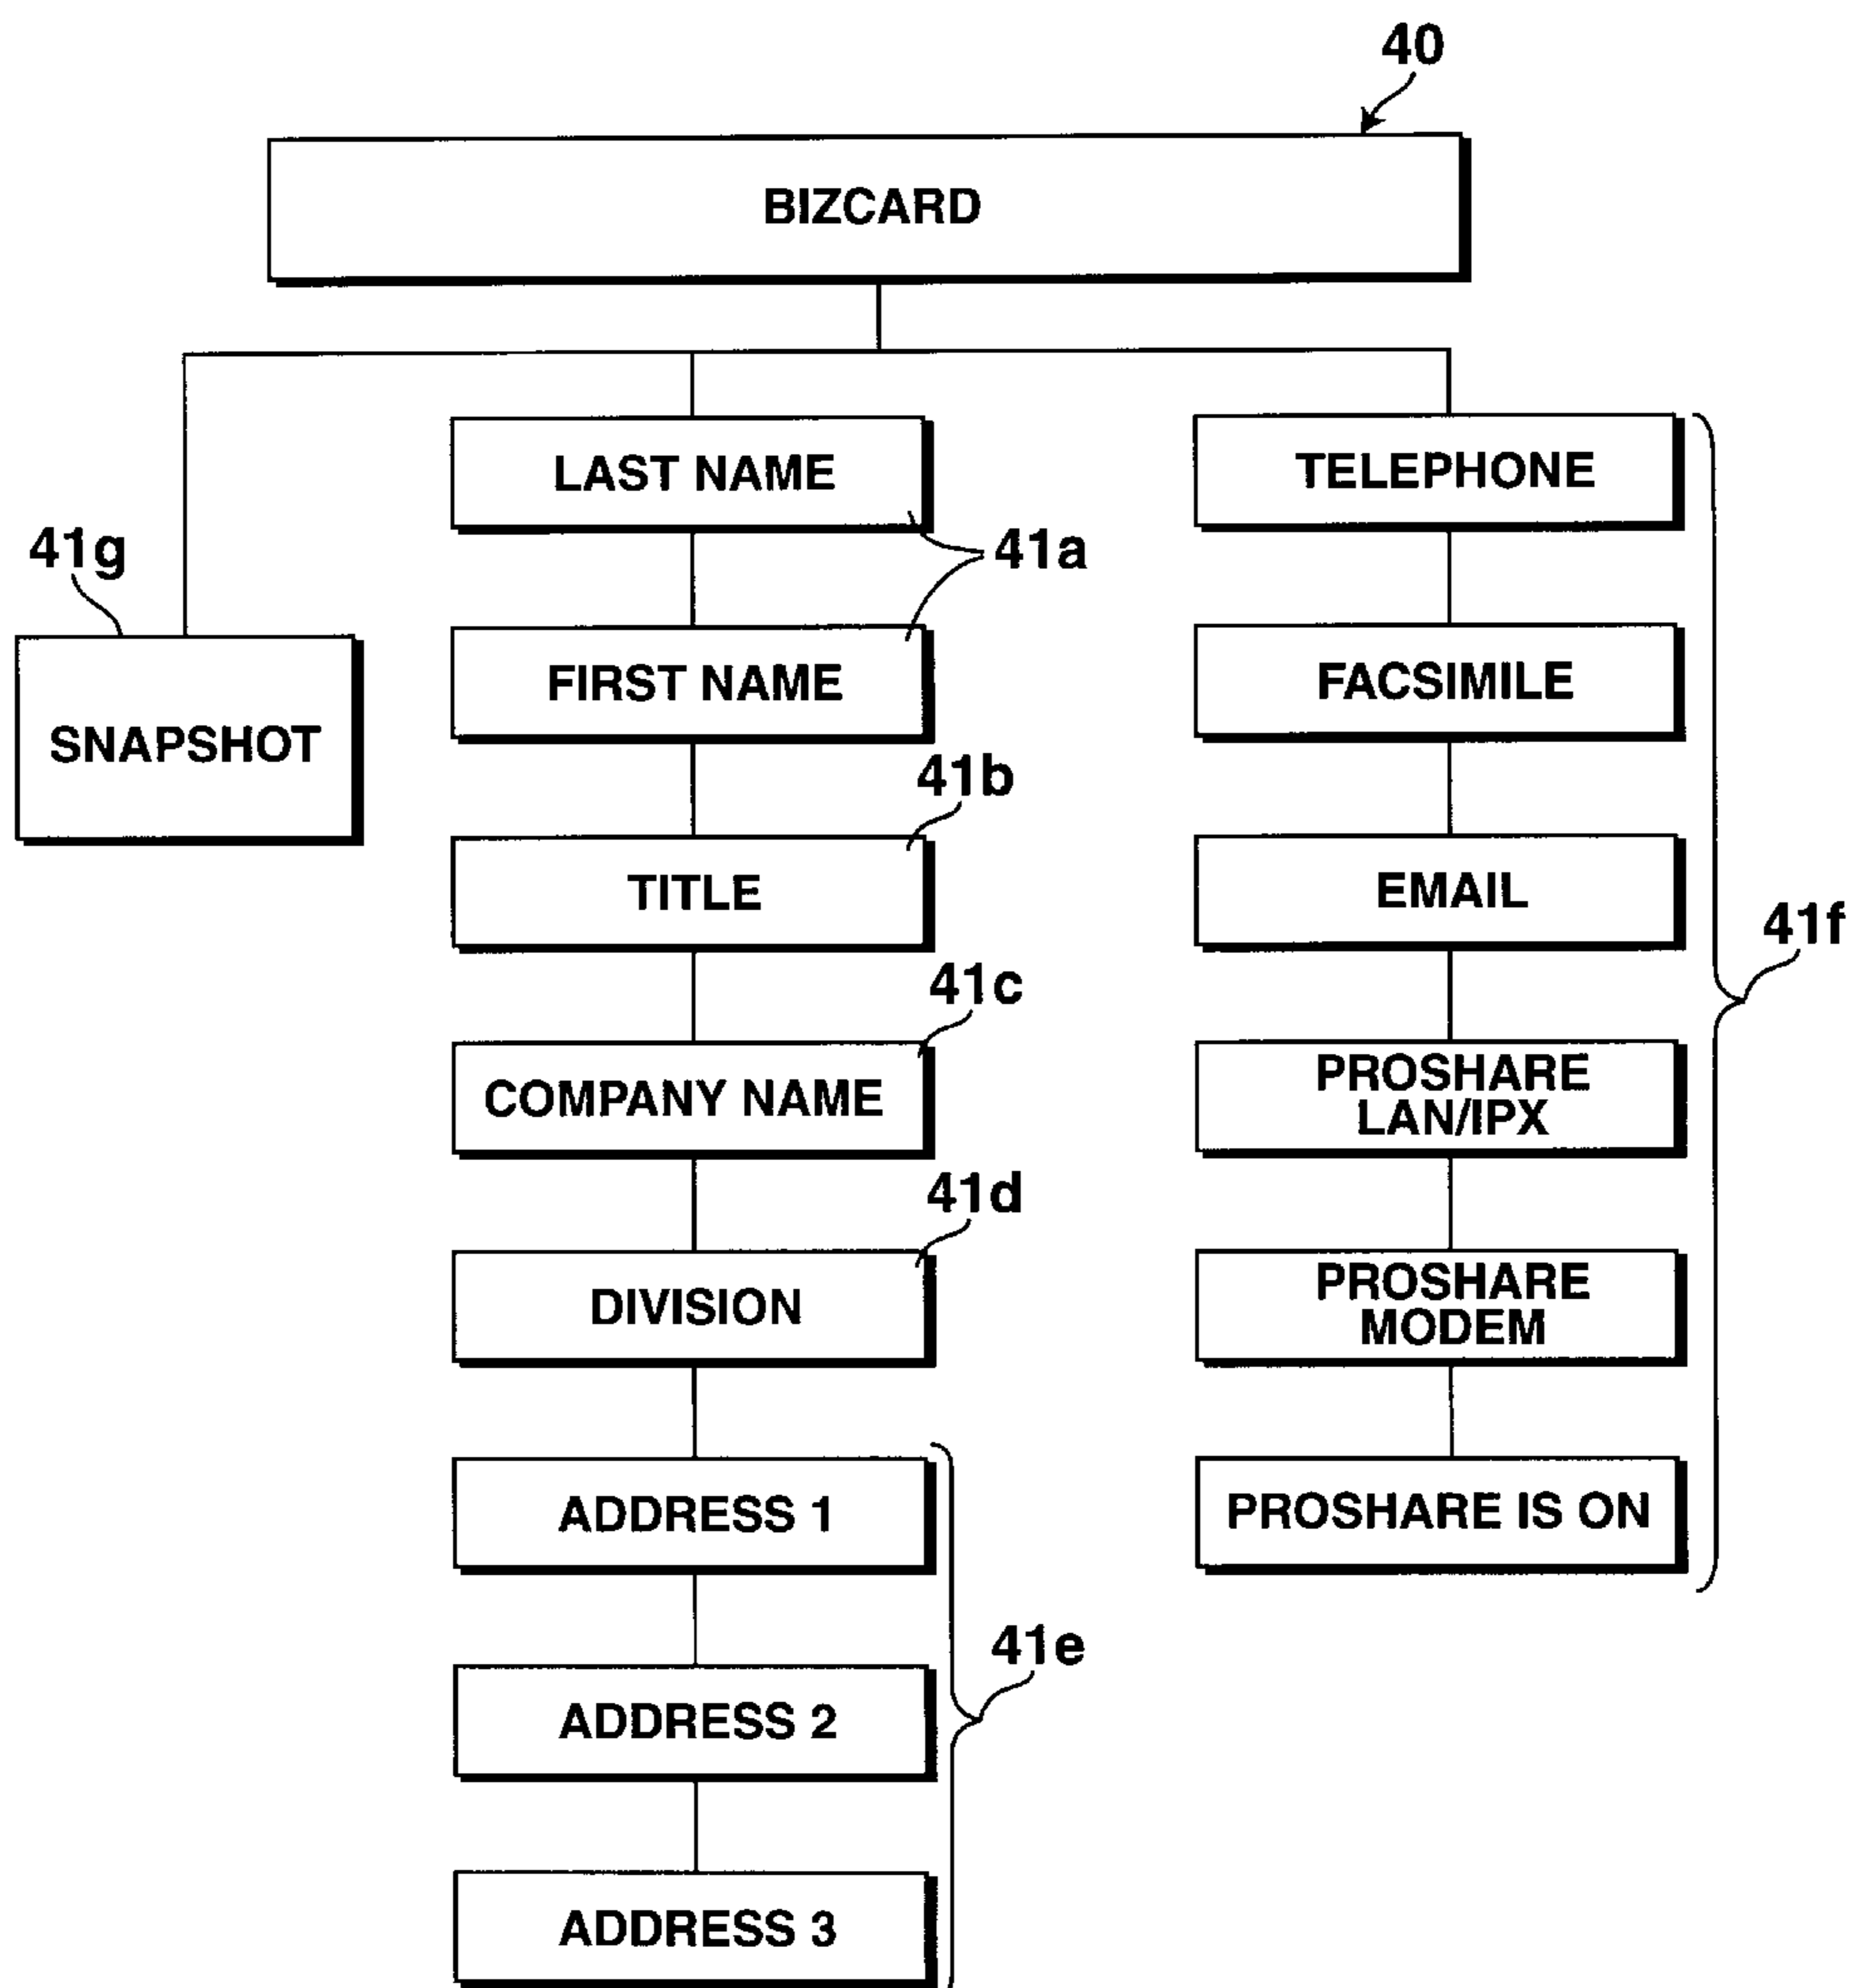 40
BIZCARD
41g
SNAPSHOT
LAST NAME
41a
FIRST NAME
41b
TITLE
41c
COMPANY NAME
41d
DIVISION
ADDRESS 1
41e
ADDRESS 2
ADDRESS 3
TELEPHONE
FACSIMILE
EMAIL
41f
PROSHARE
LAN/IPX
PROSHARE
MODEM
PROSHARE IS ON